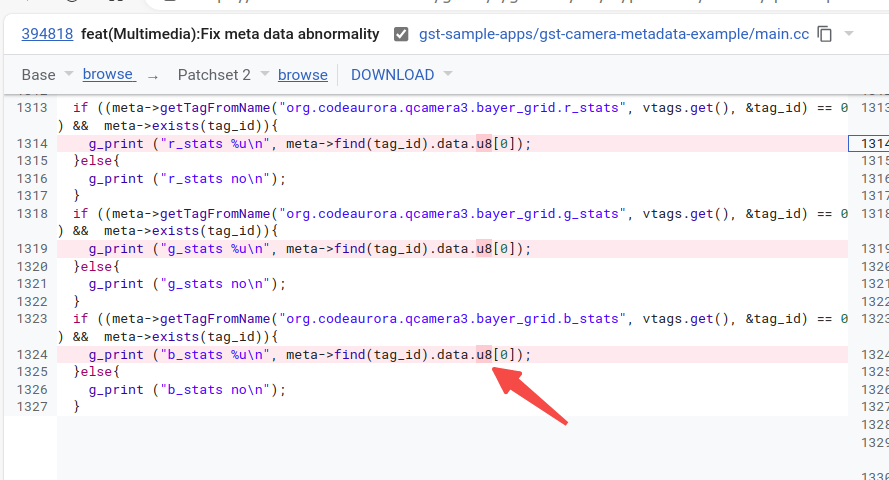 394818 feat(Multimedia):Fix meta data abnormality gst-sample-apps/gst-camera-metadata-example/main.cc
Base browse → Patchset 2 browse DOWNLOAD
1313 if ((meta->getTagFromName("org.codeaurora.qcamera3.bayer_grid.r_stats", vtags.get(), &tag_id) == 0 1313
) && meta->exists(tag_id)){
1314 g_print ("r_stats %u\n", meta->find(tag_id).data.u8[0]); 1314
1315 }else{ 1315
1316 g_print ("r_stats no\n"); 1316
1317 } 1317
1318 if ((meta->getTagFromName("org.codeaurora.qcamera3.bayer_grid.g_stats", vtags.get(), &tag_id) == 0 1318
) && meta->exists(tag_id)){
1319 g_print ("g_stats %u\n", meta->find(tag_id).data.u8[0]); 1319
1320 }else{ 1320
1321 g_print ("g_stats no\n"); 1321
1322 } 1322
1323 if ((meta->getTagFromName("org.codeaurora.qcamera3.bayer_grid.b_stats", vtags.get(), &tag_id) == 0 1323
) && meta->exists(tag_id)){
1324 g_print ("b_stats %u\n", meta->find(tag_id).data.u8[0]); 1324
1325 }else{ 1325
1326 g_print ("b_stats no\n"); 1326
1327 } 1327
1328
1329